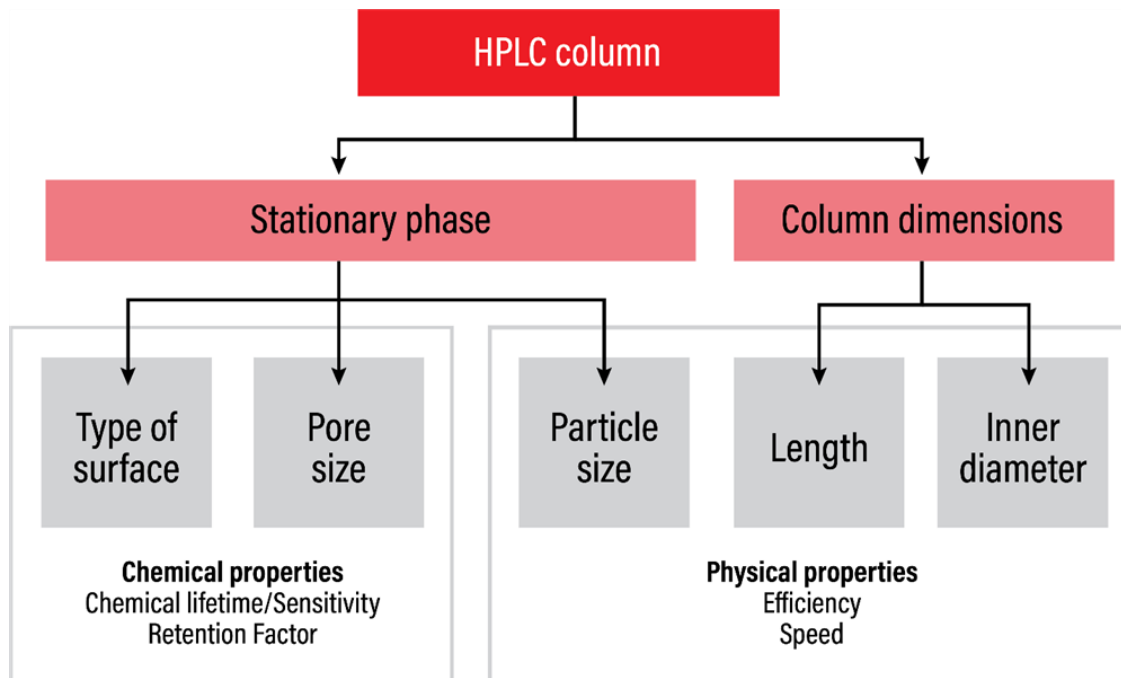 HPLC column
Stationary phase
Column dimensions
Type of
surface
Pore
size
Particle
size
Length
Inner
diameter
Chemical properties
Chemical lifetime/Sensitivity
Retention Factor
Physical properties
Efficiency
Speed